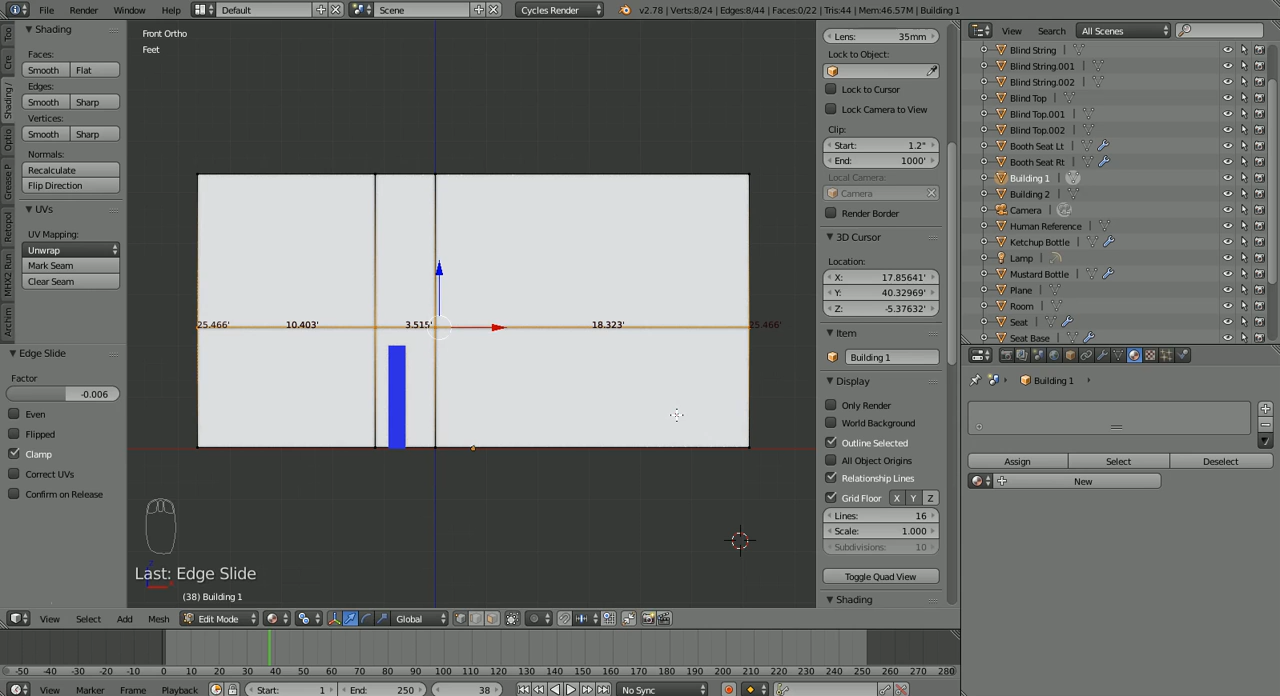 File Render Window Help Default Scene Cycles Render v2.78 | Verts:8/24 | Edges:8/44 | Faces:0/22 | Tris:44 | Mem:46.57M | Building 1
Shading
Faces:
Smooth Flat
Edges:
Smooth Sharp
Vertices:
Smooth Sharp
Normals:
Recalculate
Flip Direction
UVs
UV Mapping:
Unwrap
Mark Seam
Clear Seam
Edge Slide
Factor
-0.006
Even
Flipped
Clamp
Correct UVs
Confirm on Release
Too
Cre
Shading /
Optio
Grease P
Retopol
MHX2 Run
Archim
Front Ortho
Feet
25.466' 10.403' 3.515' 18.323' 25.466'
Last: Edge Slide
(38) Building 1
Lens: 35mm
Lock to Object:
Lock to Cursor
Lock Camera to View
Clip:
Start: 1.2"
End: 1000'
Local Camera:
Camera
Render Border
3D Cursor
Location:
X: 17.85641'
Y: 40.32969'
Z: -5.37632'
Item
Building 1
Display
Only Render
World Background
Outline Selected
All Object Origins
Relationship Lines
Grid Floor X Y Z
Lines: 16
Scale: 1.000
Subdivisions: 10
Toggle Quad View
Shading
View Search All Scenes
Blind String
Blind String.001
Blind String.002
Blind Top
Blind Top.001
Blind Top.002
Booth Seat Lt
Booth Seat Rt
Building 1
Building 2
Camera
Human Reference
Ketchup Bottle
Lamp
Mustard Bottle
Plane
Room
Seat
Seat Base
Building 1
Assign Select Deselect
New
View Select Add Mesh Edit Mode Global
-50 -40 -30 -20 -10 0 10 20 30 40 50 60 70 80 90 100 110 120 130 140 150 160 170 180 190 200 210 220 230 240 250 260 270 280
View Marker Frame Playback Start: 1 End: 250 38 No Sync